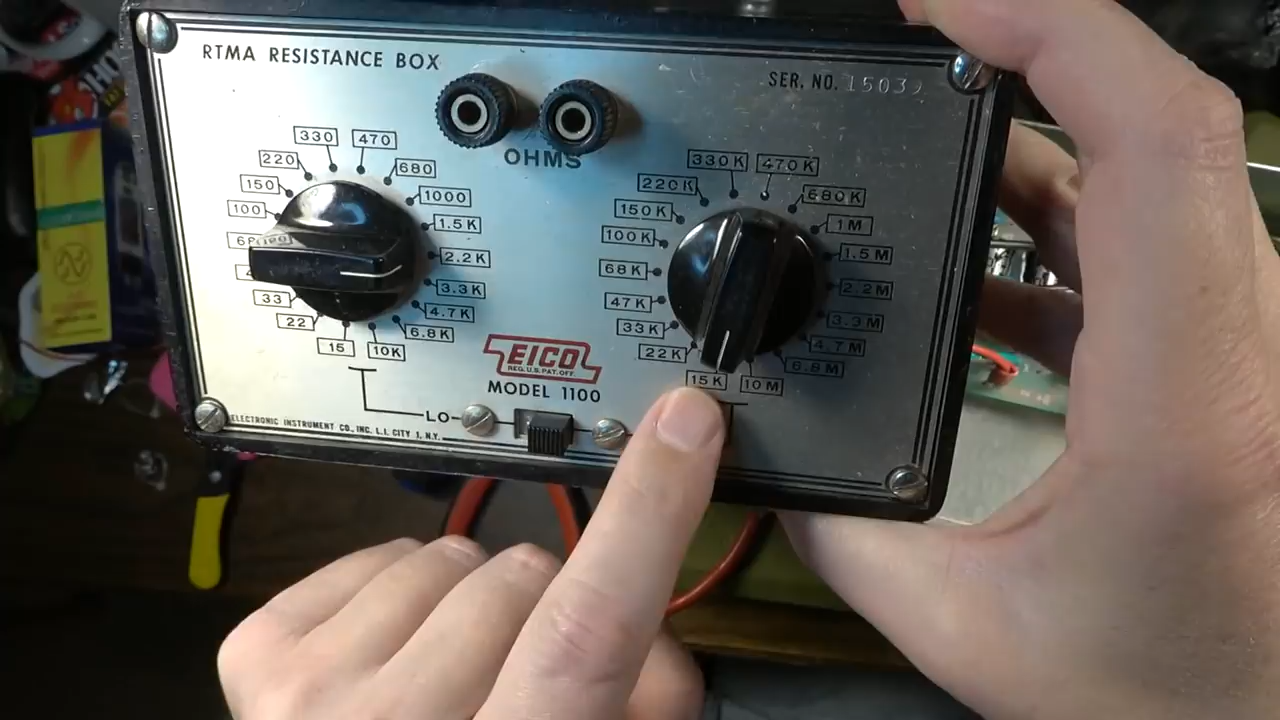 RTMA RESISTANCE BOX
SER. NO. 15039
OHMS
330
470
220
680
150
1000
100
1.5K
2.2K
33
3.3K
22
4.7K
15
10K
6.8K
330K
470K
220K
680K
150K
1M
100K
1.5M
68K
2.2M
47K
3.3M
33K
4.7M
22K
6.8M
15K
10M
EICO
REG. U.S. PAT. OFF.
MODEL 1100
LO
ELECTRONIC INSTRUMENT CO., INC. L.I. CITY 1, N.Y.